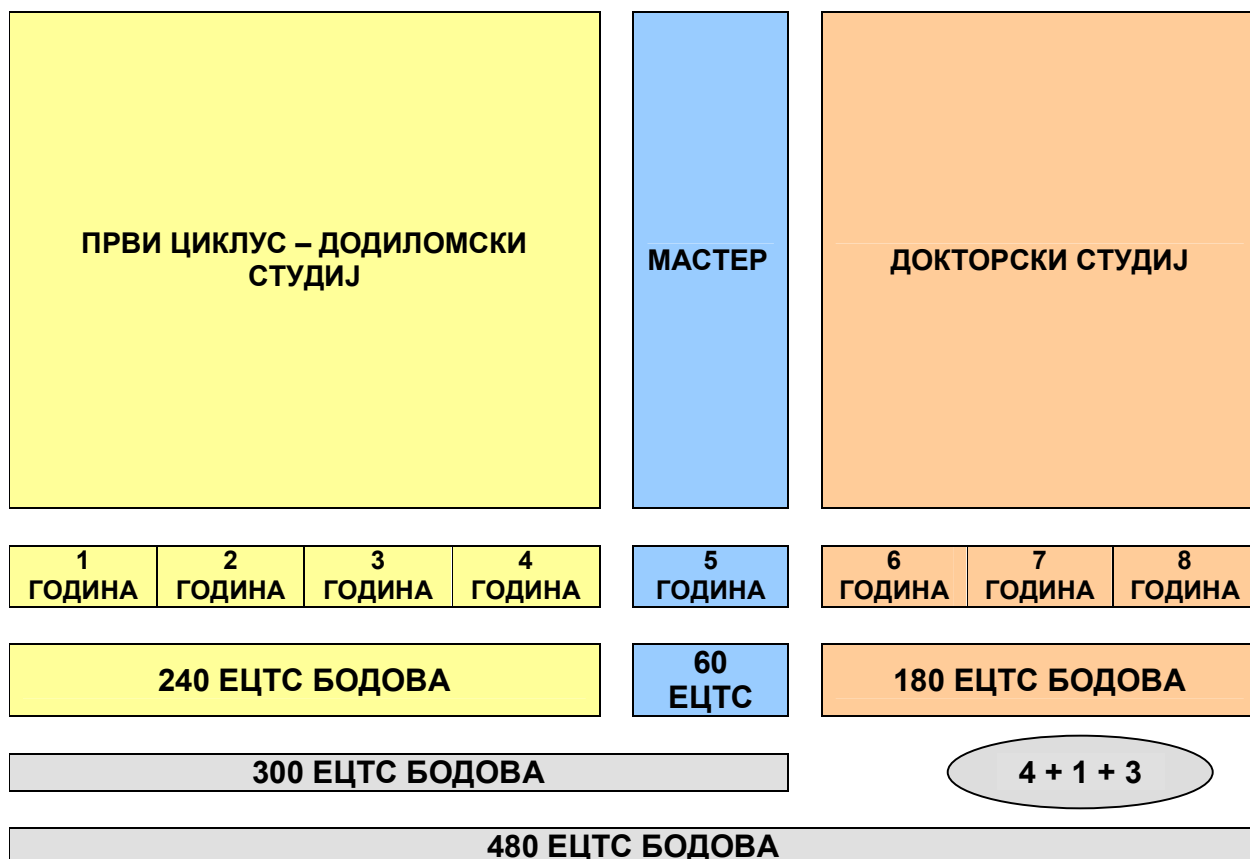 ПРВИ ЦИКЛУС – ДОДИЛОМСКИ
СТУДИЈ
МАСТЕР
ДОКТОРСКИ СТУДИЈ
1
ГОДИНА
2
ГОДИНА
3
ГОДИНА
4
ГОДИНА
5
ГОДИНА
6
ГОДИНА
7
ГОДИНА
8
ГОДИНА
240 ЕЦТС БОДОВА
60
ЕЦТС
180 ЕЦТС БОДОВА
300 ЕЦТС БОДОВА
4 + 1 + 3
480 ЕЦТС БОДОВА